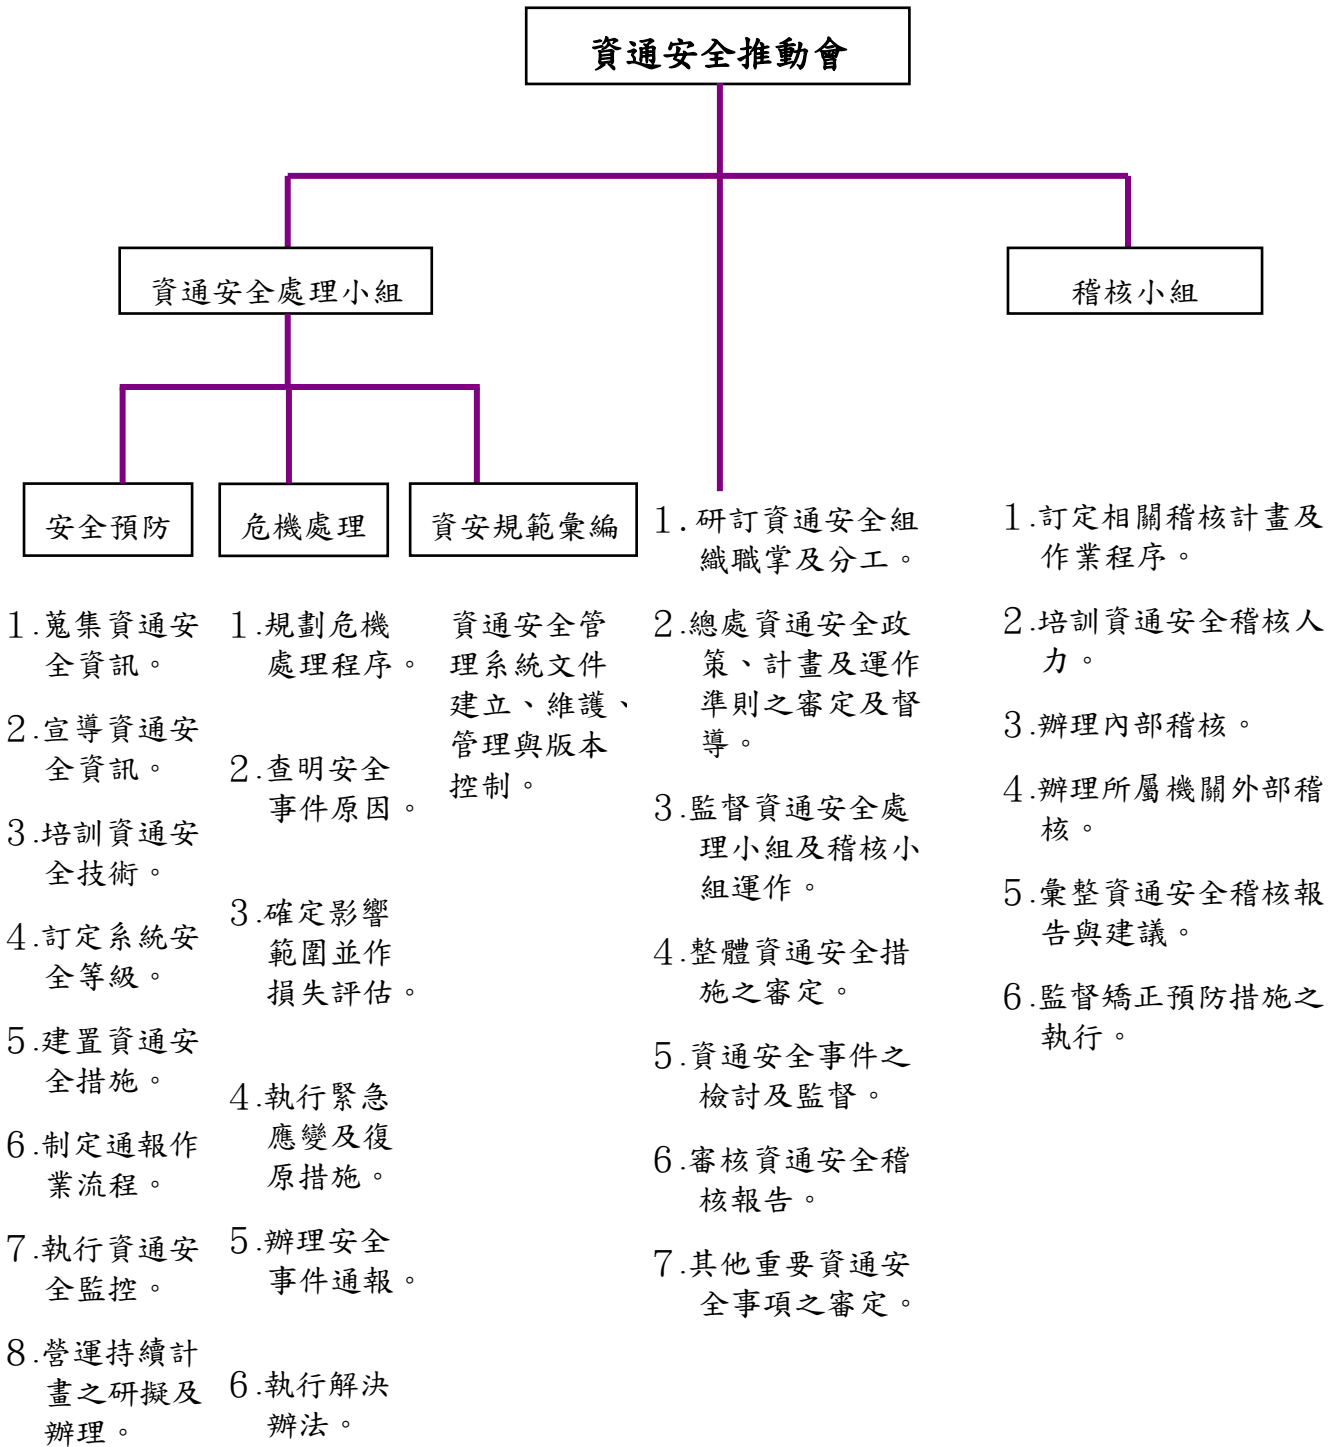 資通安全推動會
資通安全處理小組
稽核小組
安全預防
危機處理
資安規範彙編
1.蒐集資通安
全資訊。
2.宣導資通安
全資訊。
3.培訓資通安
全技術。
4.訂定系統安
全等級。
5.建置資通安
全措施。
6.制定通報作
業流程。
7.執行資通安
全監控。
8.營運持續計
畫之研擬及
辦理。
1.規劃危機
處理程序。
2.查明安全
事件原因。
3.確定影響
範圍並作
損失評估。
4.執行緊急
應變及復
原措施。
5.辦理安全
事件通報。
6.執行解決
辦法。
資通安全管
理系統文件
建立、維護、
管理與版本
控制。
1.研訂資通安全組
織職掌及分工。
2.總處資通安全政
策、計畫及運作
準則之審定及督
導。
3.監督資通安全處
理小組及稽核小
組運作。
4.整體資通安全措
施之審定。
5.資通安全事件之
檢討及監督。
6.審核資通安全稽
核報告。
7.其他重要資通安
全事項之審定。
1.訂定相關稽核計畫及
作業程序。
2.培訓資通安全稽核人
力。
3.辦理內部稽核。
4.辦理所屬機關外部稽
核。
5.彙整資通安全稽核報
告與建議。
6.監督矯正預防措施之
執行。